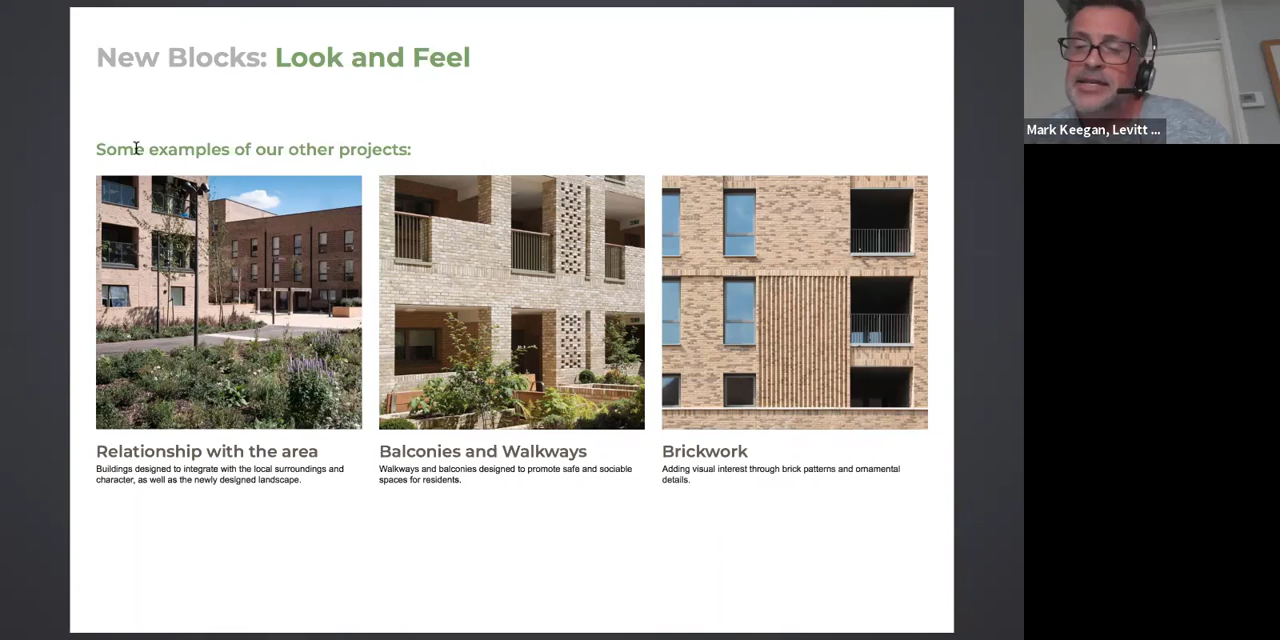 New Blocks: Look and Feel
Some examples of our other projects:
Relationship with the area
Buildings designed to integrate with the local surroundings and
character, as well as the newly designed landscape.
Balconies and Walkways
Walkways and balconies designed to promote safe and sociable
spaces for residents.
Brickwork
Adding visual interest through brick patterns and ornamental
details.
Mark Keegan, Levitt ...